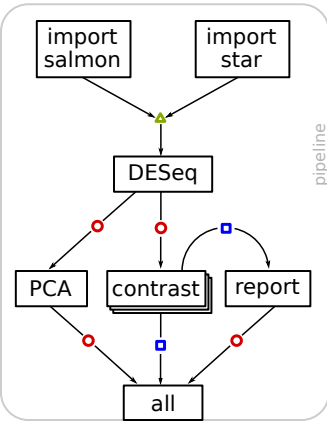 import
salmon
import
star
DESeq
PCA
contrast
report
all
pipeline